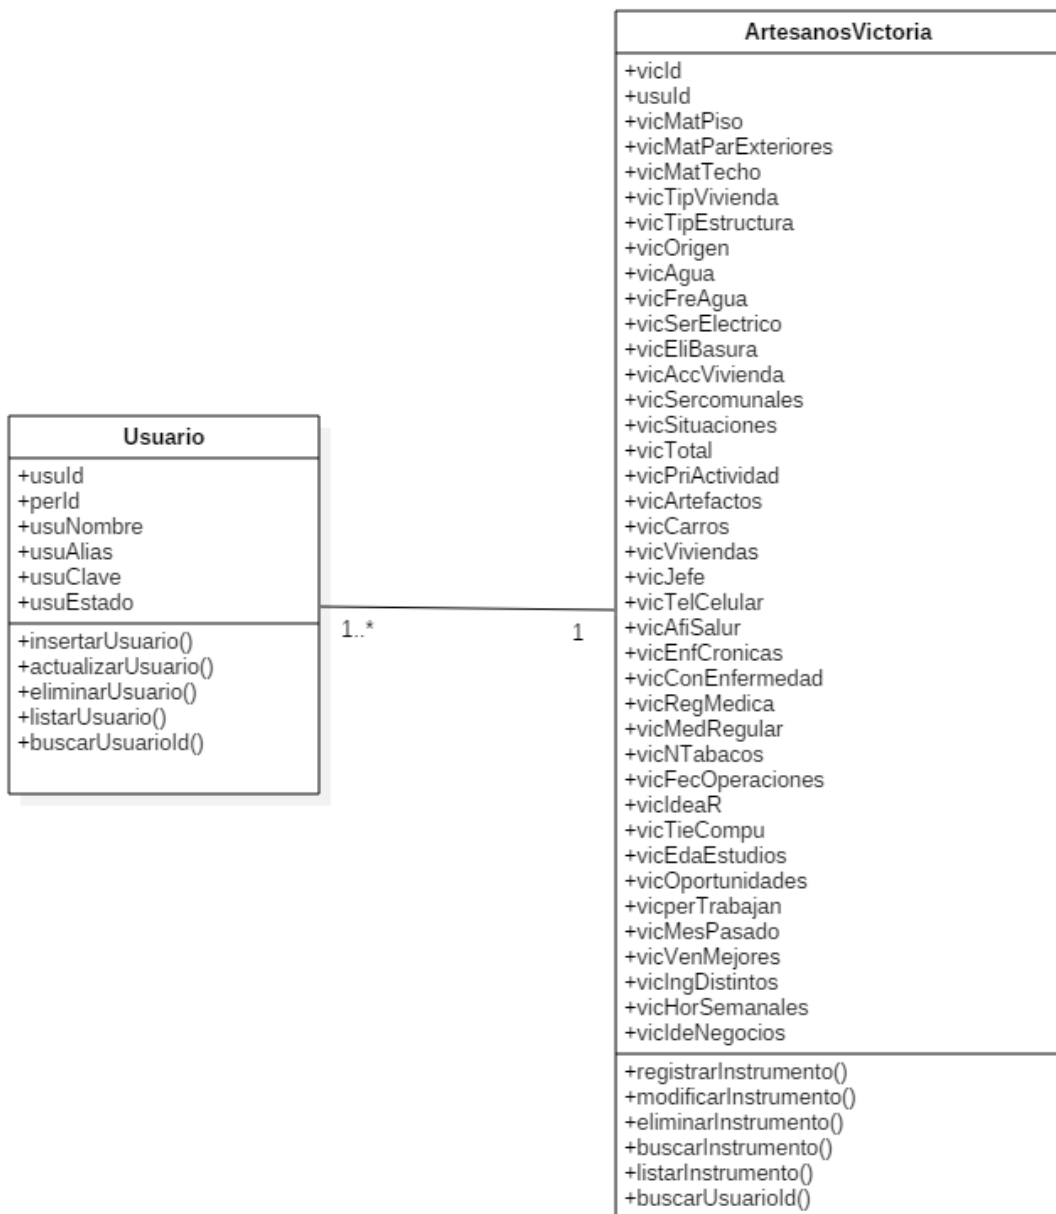 Usuario
+usuId
+perId
+usuNombre
+usuAlias
+usuClave
+usuEstado
+insertarUsuario()
+actualizarUsuario()
+eliminarUsuario()
+listarUsuario()
+buscarUsuarioId()
1..*
1
ArtesanosVictoria
+vicId
+usuId
+vicMatPiso
+vicMatParExteriores
+vicMatTecho
+vicTipVivienda
+vicTipEstructura
+vicOrigen
+vicAgua
+vicFreAgua
+vicSerElectrico
+vicEliBasura
+vicAccVivienda
+vicSercomunales
+vicSituaciones
+vicTotal
+vicPriActividad
+vicArtefactos
+vicCarros
+vicViviendas
+vicJefe
+vicTelCelular
+vicAfiSalur
+vicEnfCronicas
+vicConEnfermedad
+vicRegMedica
+vicMedRegular
+vicNTabacos
+vicFecOperaciones
+vicIdeaR
+vicTieCompu
+vicEdaEstudios
+vicOportunidades
+vicperTrabajan
+vicMesPasado
+vicVenMejores
+vicIngDistintos
+vicHorSemanales
+vicIdeNegocios
+registrarInstrumento()
+modificarInstrumento()
+eliminarInstrumento()
+buscarInstrumento()
+listarInstrumento()
+buscarUsuarioId()